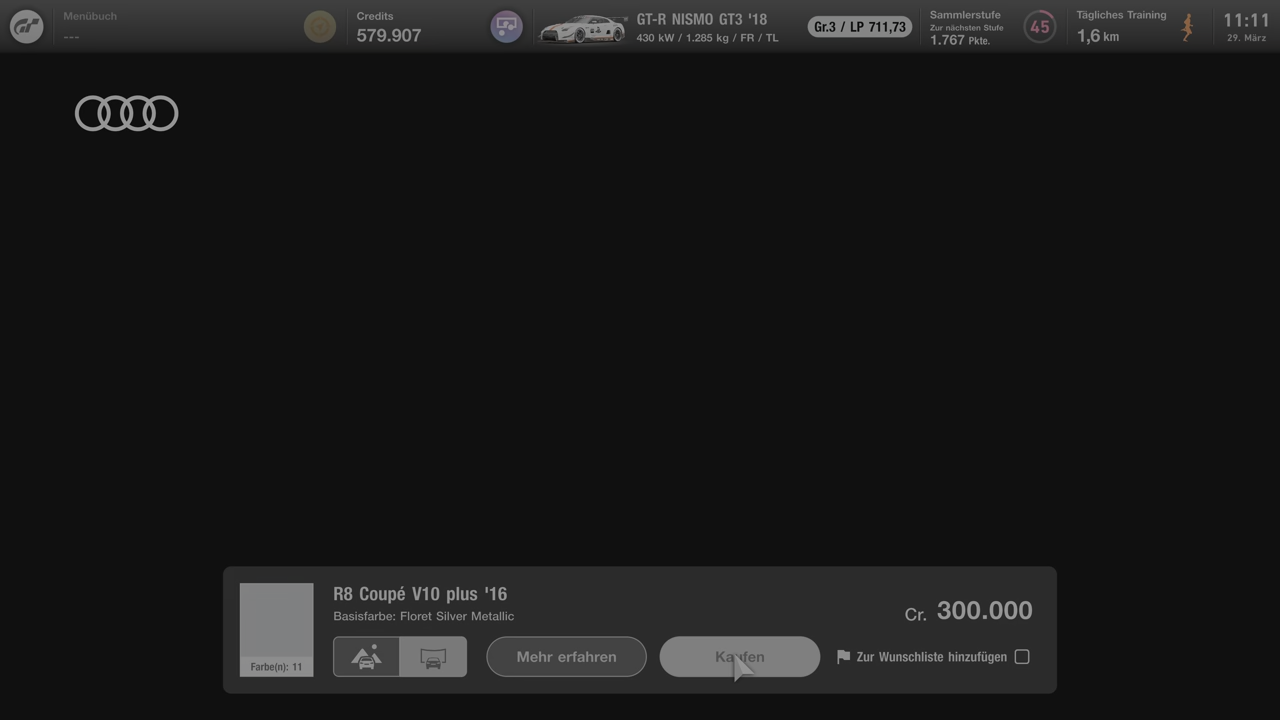 Menübuch
---
Credits
579.907
GT-R NISMO GT3 '18
430 kW / 1.285 kg / FR / TL
Gr.3 / LP 711,73
Sammlerstufe
Zur nächsten Stufe
1.767 Pkte.
45
Tägliches Training
1,6 km
11:11
29. März
R8 Coupé V10 plus '16
Basisfarbe: Floret Silver Metallic
Cr. 300.000
Farbe(n): 11
Mehr erfahren
Kaufen
Zur Wunschliste hinzufügen